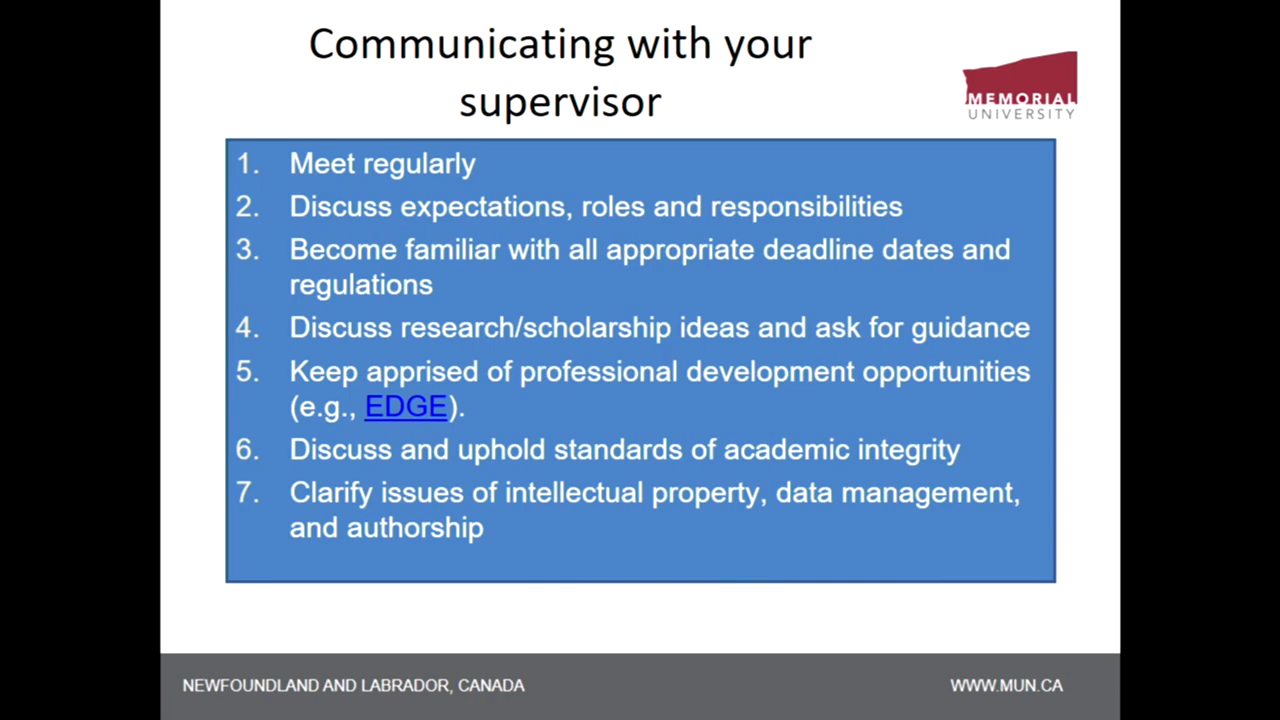 Communicating with your
supervisor
MEMORIAL
UNIVERSITY
1. Meet regularly
2. Discuss expectations, roles and responsibilities
3. Become familiar with all appropriate deadline dates and
regulations
4. Discuss research/scholarship ideas and ask for guidance
5. Keep apprised of professional development opportunities
(e.g., EDGE).
6. Discuss and uphold standards of academic integrity
7. Clarify issues of intellectual property, data management,
and authorship
NEWFOUNDLAND AND LABRADOR, CANADA
WWW.MUN.CA